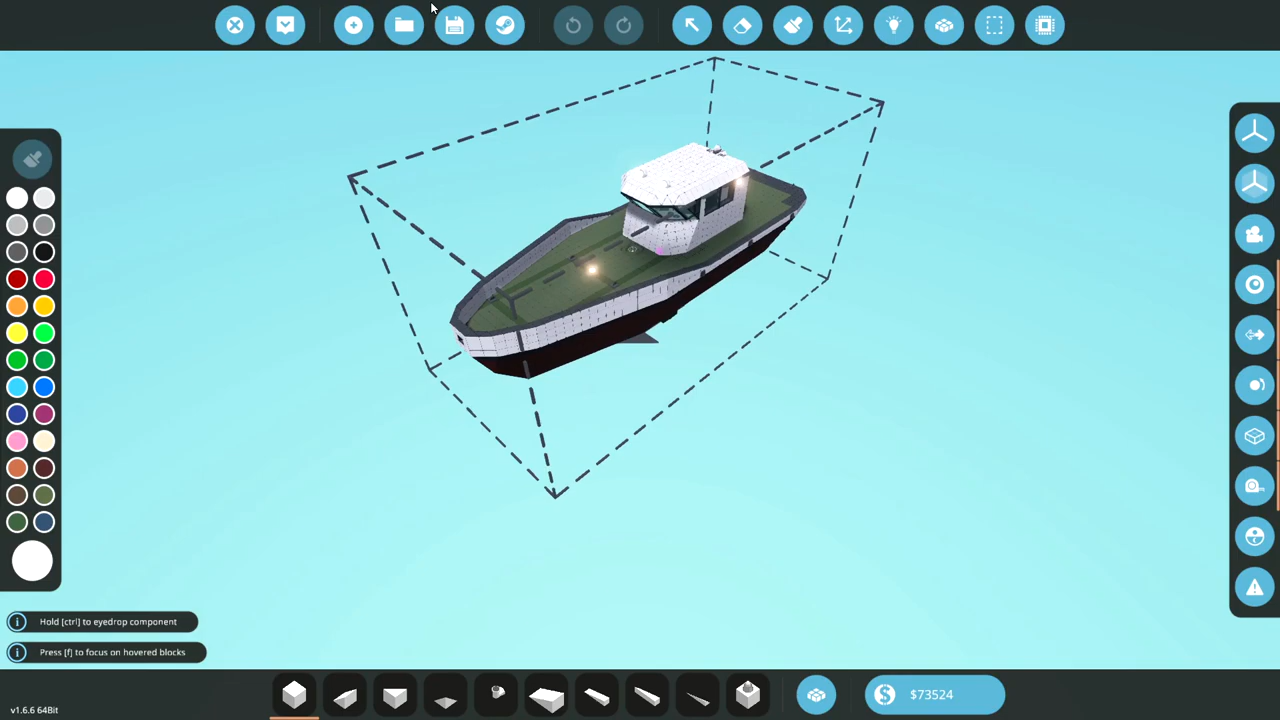 Hold [ctrl] to eyedrop component
Press [f] to focus on hovered blocks
v1.6.6 64Bit
$73524